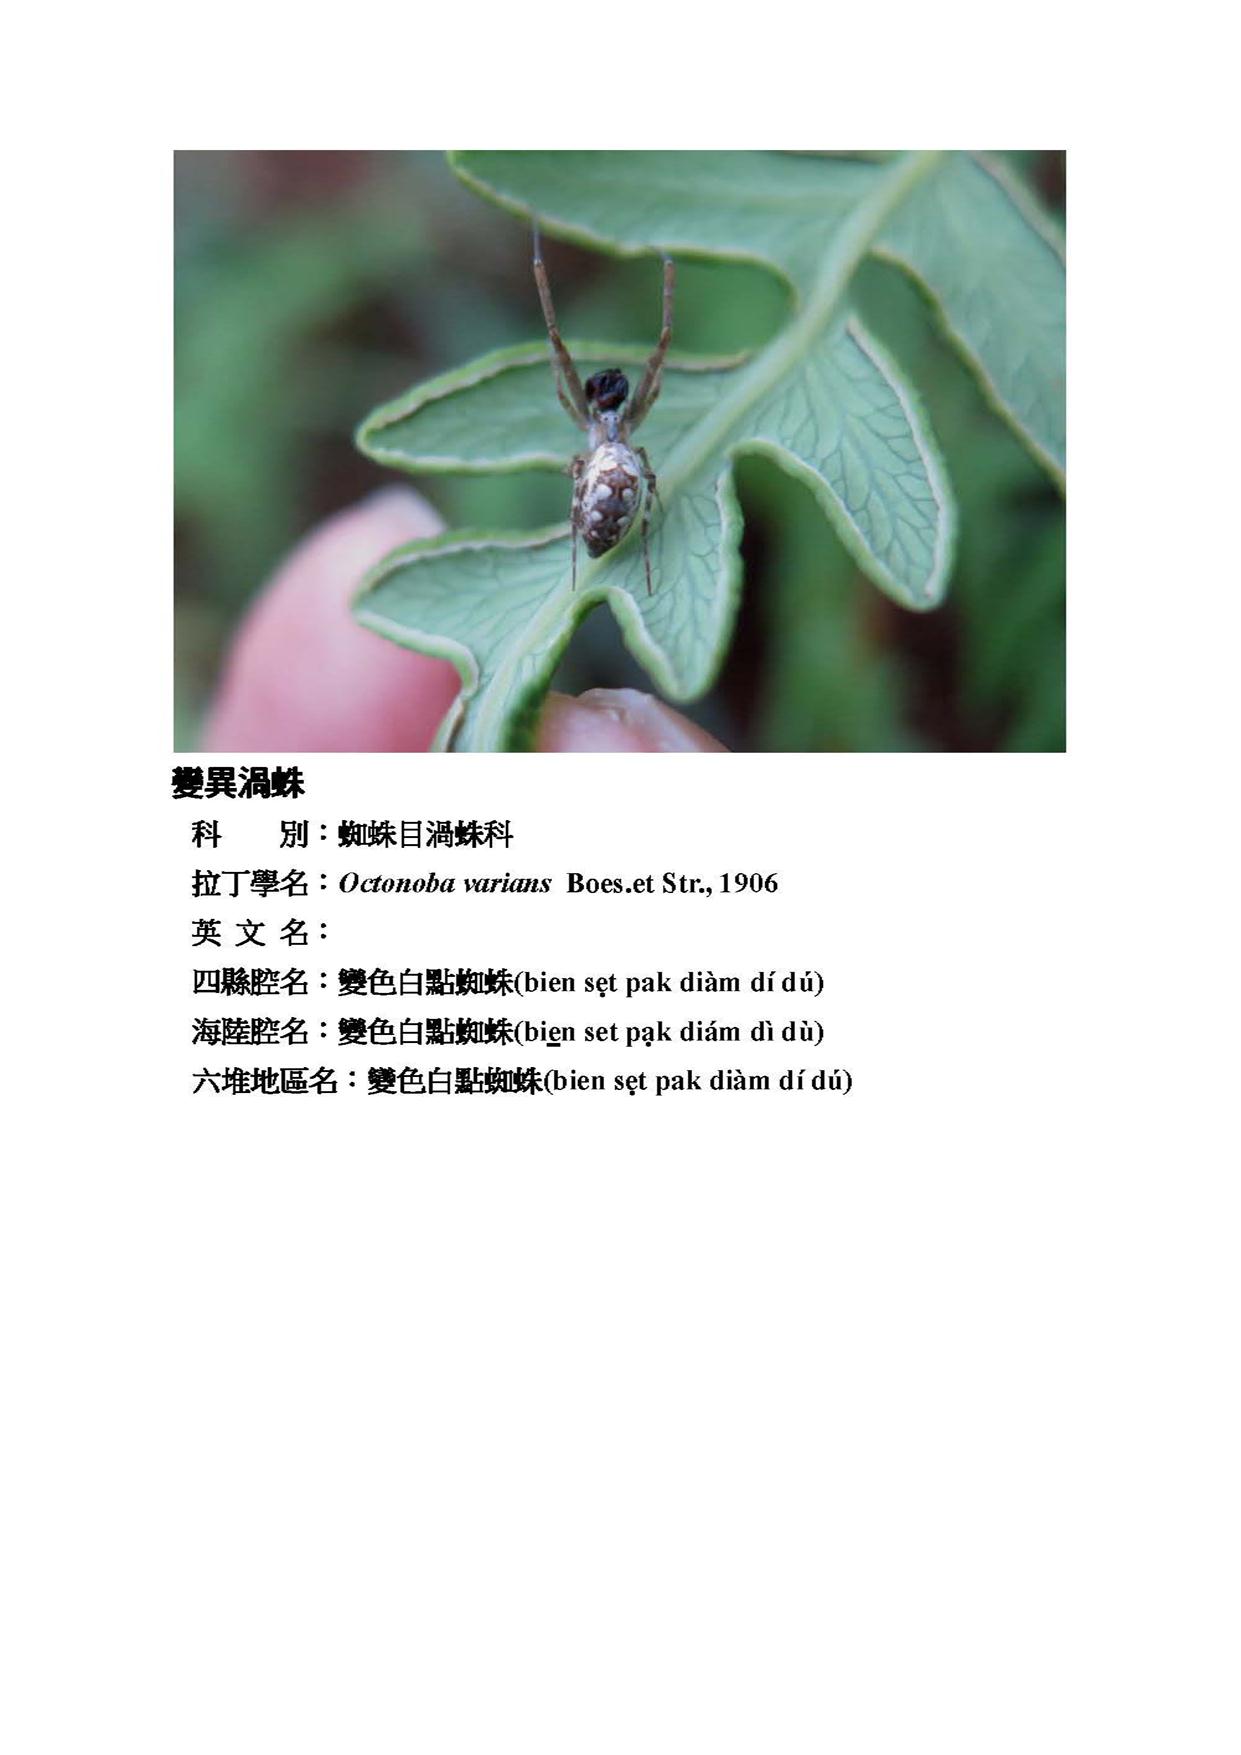 變異渦蛛
科　　別：蜘蛛目渦蛛科
拉丁學名：Octonoba varians Boes.et Str., 1906
英 文 名：
四縣腔名：變色白點蜘蛛(bien sẹt pak diàm dí dú)
海陸腔名：變色白點蜘蛛(bi<u>e</u>n set pạk diám dì dù)
六堆地區名：變色白點蜘蛛(bien sẹt pak diàm dí dú)